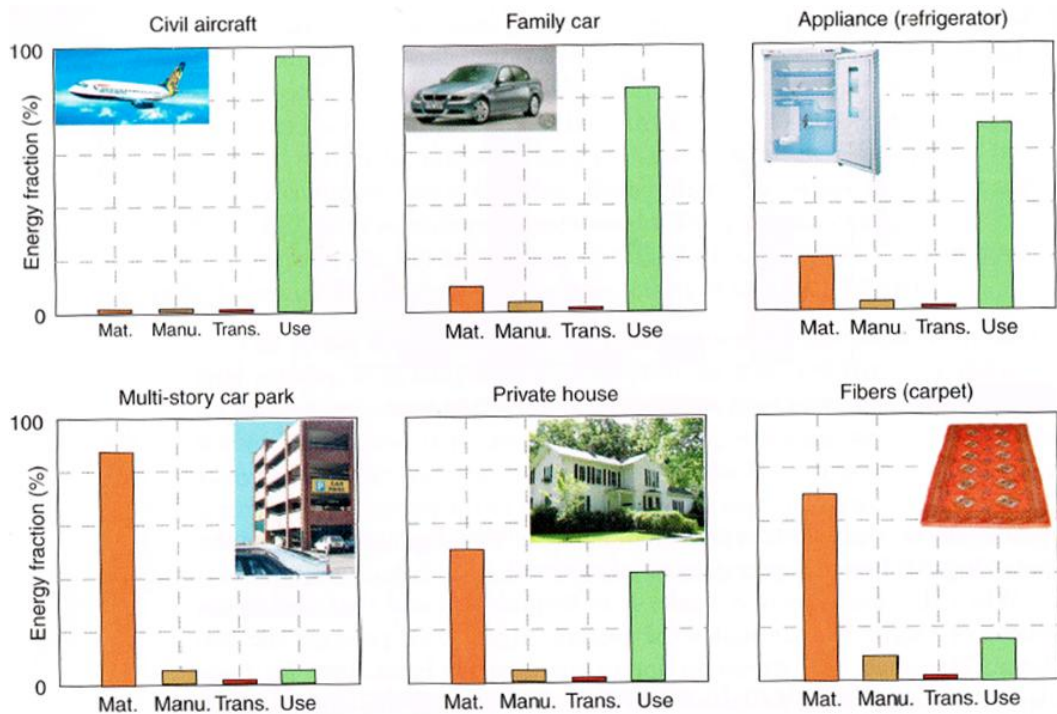 Civil aircraft
Family car
Appliance (refrigerator)
100
Energy fraction (%)
0
Mat. Manu. Trans. Use
Mat. Manu. Trans. Use
Mat. Manu. Trans. Use
Multi-story car park
Private house
Fibers (carpet)
100
Energy fraction (%)
0
CAR
PARK
Mat. Manu. Trans. Use
Mat. Manu. Trans. Use
Mat. Manu. Trans. Use